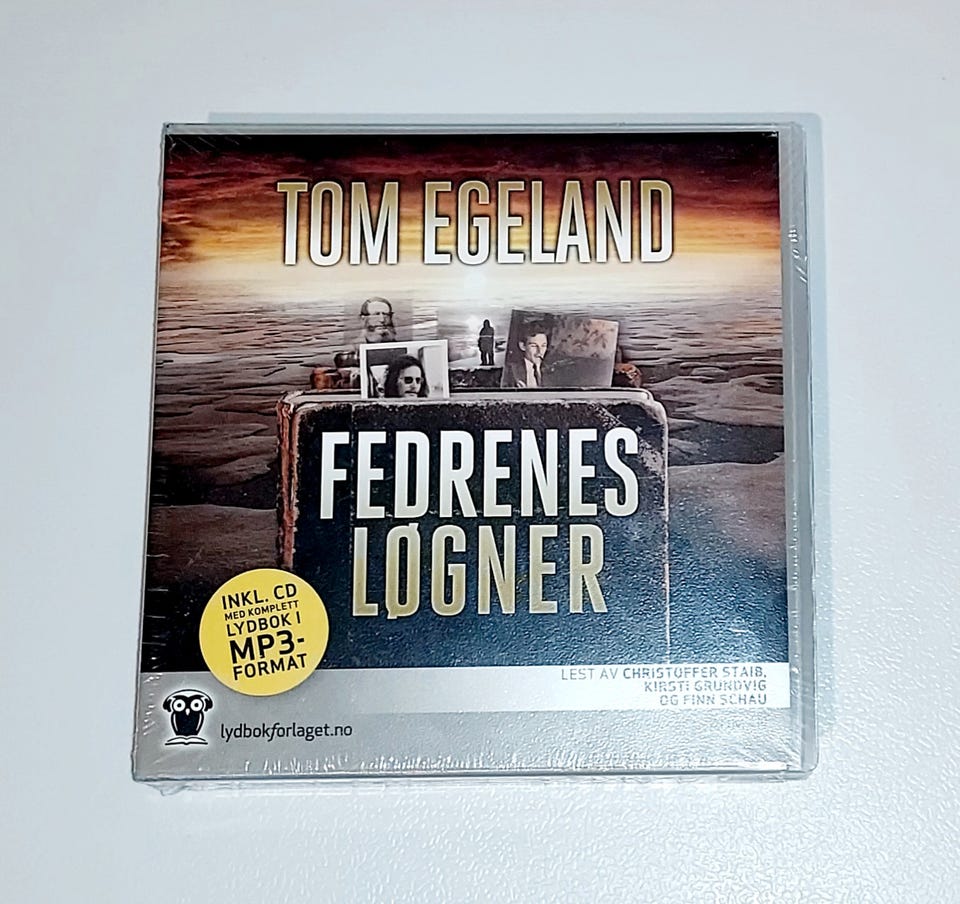 TOM EGELAND
FEDRENES
LØGNER
INKL. CD
MED KOMPLETT
LYDBOK I
MP3-
FORMAT
LEST AV CHRISTOFFER STAIB,
KIRSTI GRUNDVIG
OG FINN SCHAU
lydbokforlaget.no